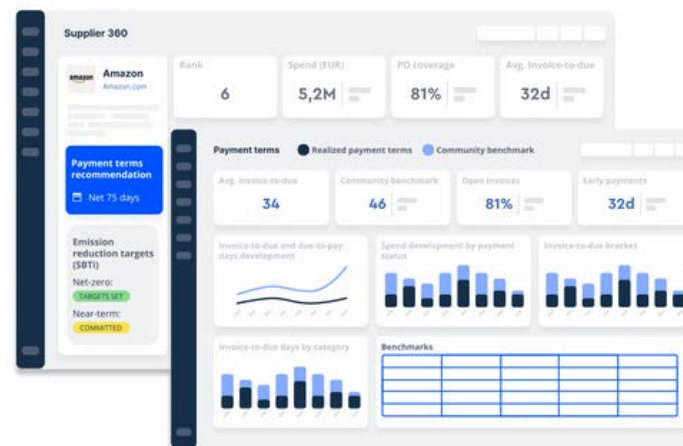 Supplier 360
amazon
Amazon
Amazon.com
Rank
6
Spend (EUR)
5,2M
PO coverage
81%
Avg. Invoice-to-due
32d
Payment terms
recommendation
Net 75 days
Emission
reduction targets
(SBTi)
Net-zero:
TARGETS SET
Near-term:
COMMITTED
Payment terms
Realized payment terms
Community benchmark
Avg. invoice-to-due
34
Community benchmark
46
Open invoices
81%
Early payments
32d
Invoice-to-due and due-to-pay
days development
Spend development by payment
status
Invoice-to-due bracket
Invoice-to-due days by category
Benchmarks